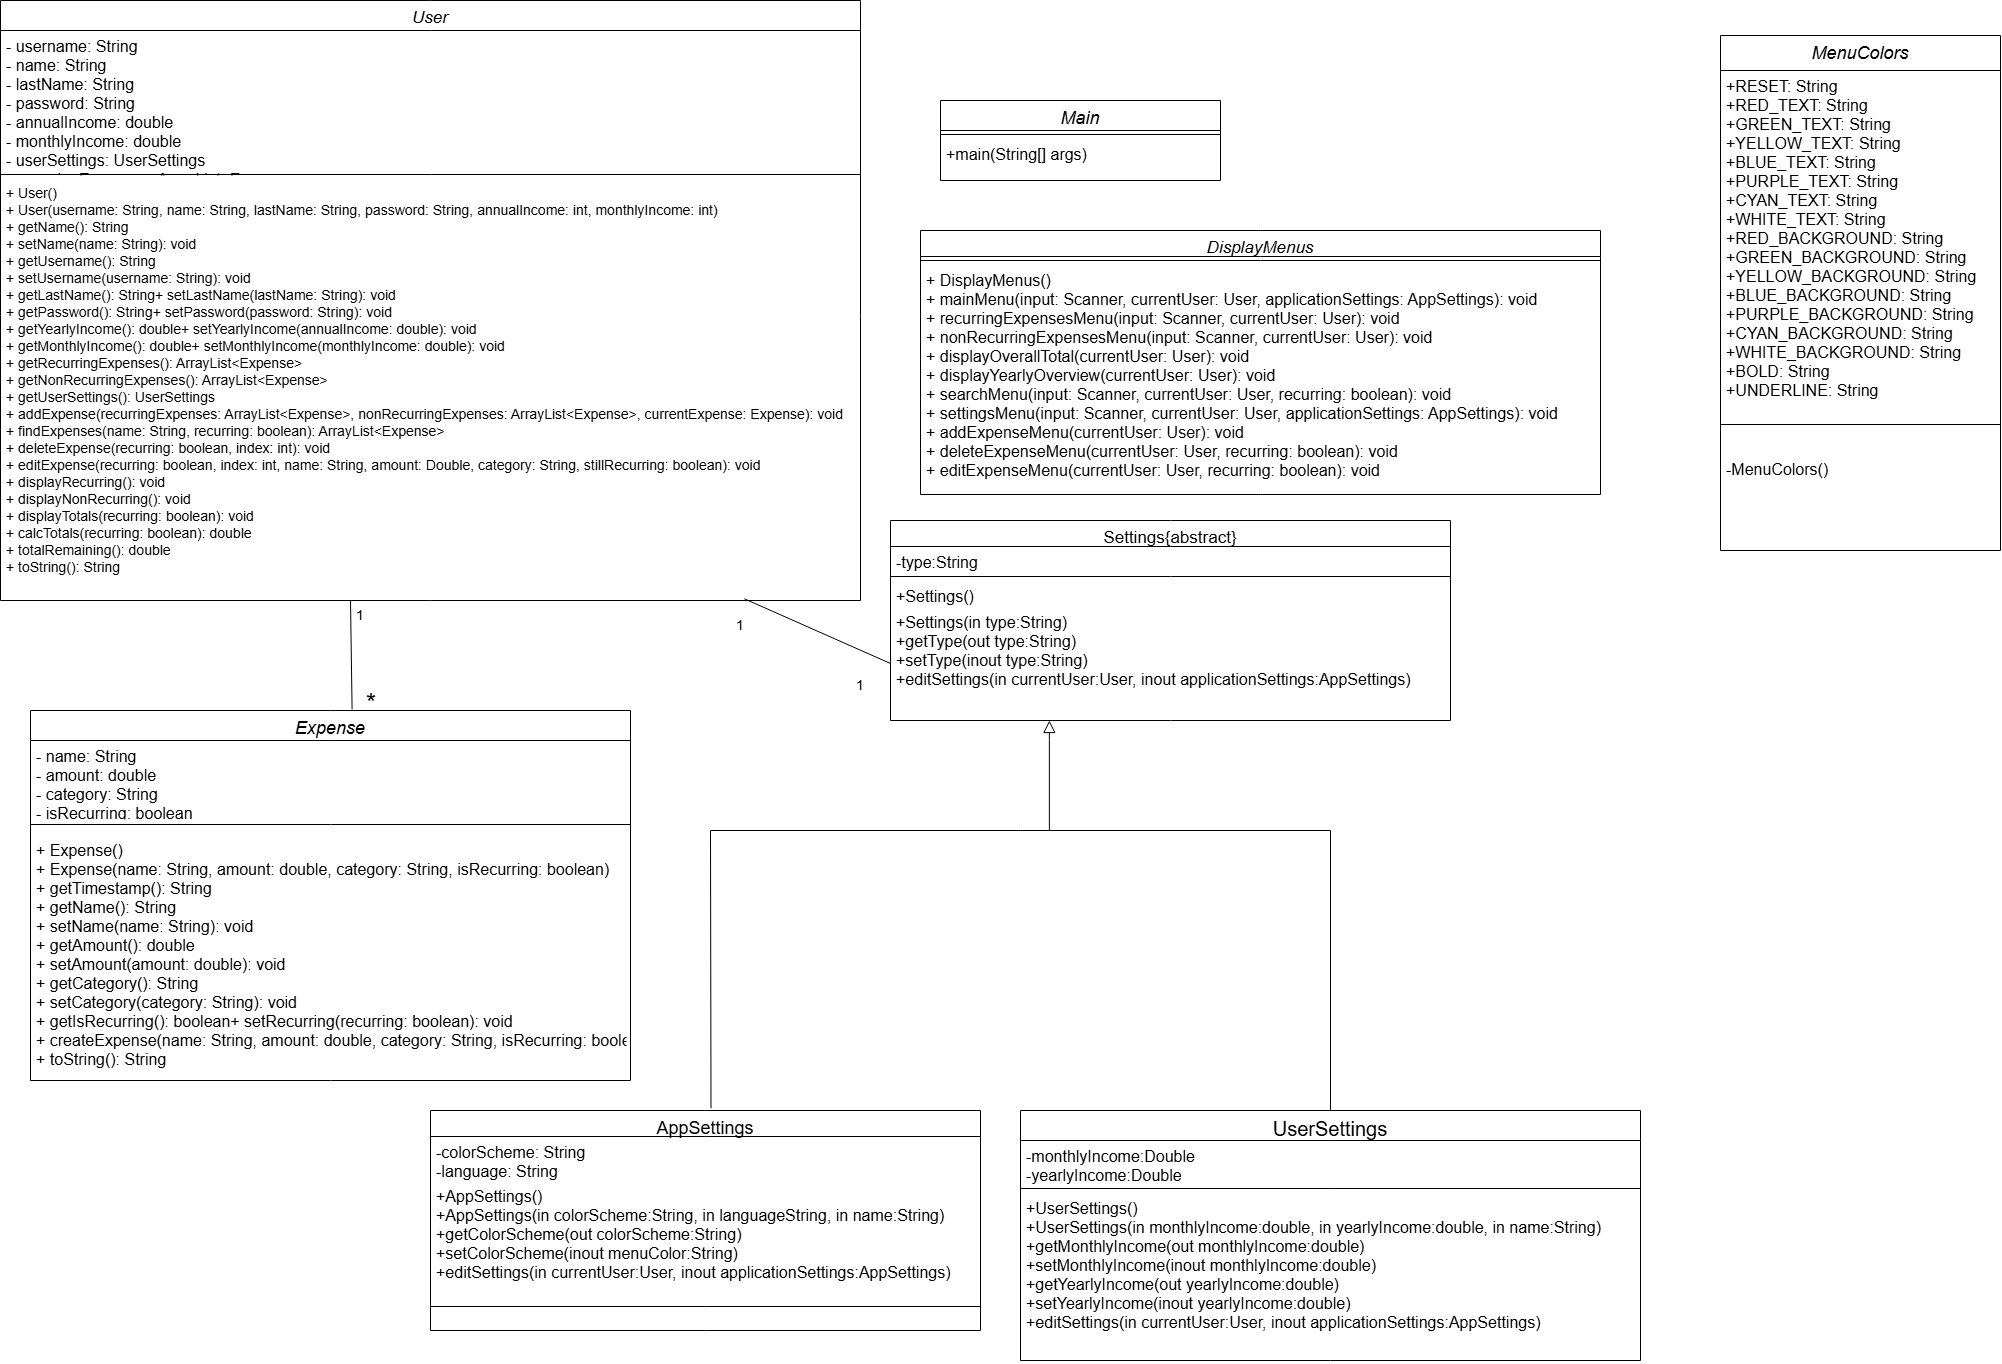 User
- username: String
- name: String
- lastName: String
- password: String
- annualIncome: double
- monthlyIncome: double
- userSettings: UserSettings
+ User()
+ User(username: String, name: String, lastName: String, password: String, annualIncome: int, monthlyIncome: int)
+ getName(): String
+ setName(name: String): void
+ getUsername(): String
+ setUsername(username: String): void
+ getLastName(): String+ setLastName(lastName: String): void
+ getPassword(): String+ setPassword(password: String): void
+ getYearlyIncome(): double+ setYearlyIncome(annualIncome: double): void
+ getMonthlyIncome(): double+ setMonthlyIncome(monthlyIncome: double): void
+ getRecurringExpenses(): ArrayList<Expense>
+ getNonRecurringExpenses(): ArrayList<Expense>
+ getUserSettings(): UserSettings
+ addExpense(recurringExpenses: ArrayList<Expense>, nonRecurringExpenses: ArrayList<Expense>, currentExpense: Expense): void
+ findExpenses(name: String, recurring: boolean): ArrayList<Expense>
+ deleteExpense(recurring: boolean, index: int): void
+ editExpense(recurring: boolean, index: int, name: String, amount: Double, category: String, stillRecurring: boolean): void
+ displayRecurring(): void
+ displayNonRecurring(): void
+ displayTotals(recurring: boolean): void
+ calcTotals(recurring: boolean): double
+ totalRemaining(): double
+ toString(): String
Main
+main(String[] args)
DisplayMenus
+ DisplayMenus()
+ mainMenu(input: Scanner, currentUser: User, applicationSettings: AppSettings): void
+ recurringExpensesMenu(input: Scanner, currentUser: User): void
+ nonRecurringExpensesMenu(input: Scanner, currentUser: User): void
+ displayOverallTotal(currentUser: User): void
+ displayYearlyOverview(currentUser: User): void
+ searchMenu(input: Scanner, currentUser: User, recurring: boolean): void
+ settingsMenu(input: Scanner, currentUser: User, applicationSettings: AppSettings): void
+ addExpenseMenu(currentUser: User): void
+ deleteExpenseMenu(currentUser: User, recurring: boolean): void
+ editExpenseMenu(currentUser: User, recurring: boolean): void
MenuColors
+RESET: String
+RED_TEXT: String
+GREEN_TEXT: String
+YELLOW_TEXT: String
+BLUE_TEXT: String
+PURPLE_TEXT: String
+CYAN_TEXT: String
+WHITE_TEXT: String
+RED_BACKGROUND: String
+GREEN_BACKGROUND: String
+YELLOW_BACKGROUND: String
+BLUE_BACKGROUND: String
+PURPLE_BACKGROUND: String
+CYAN_BACKGROUND: String
+WHITE_BACKGROUND: String
+BOLD: String
+UNDERLINE: String
-MenuColors()
Settings{abstract}
-type:String
+Settings()
+Settings(in type:String)
+getType(out type:String)
+setType(inout type:String)
+editSettings(in currentUser:User, inout applicationSettings:AppSettings)
1
*
1
1
Expense
- name: String
- amount: double
- category: String
- isRecurring: boolean
+ Expense()
+ Expense(name: String, amount: double, category: String, isRecurring: boolean)
+ getTimestamp(): String
+ getName(): String
+ setName(name: String): void
+ getAmount(): double
+ setAmount(amount: double): void
+ getCategory(): String
+ setCategory(category: String): void
+ getIsRecurring(): boolean+ setRecurring(recurring: boolean): void
+ createExpense(name: String, amount: double, category: String, isRecurring:
+ toString(): String
AppSettings
-colorScheme: String
-language: String
+AppSettings()
+AppSettings(in colorScheme:String, in languageString, in name:String)
+getColorScheme(out colorScheme:String)
+setColorScheme(inout menuColor:String)
+editSettings(in currentUser:User, inout applicationSettings:AppSettings)
UserSettings
-monthlyIncome:Double
-yearlyIncome:Double
+UserSettings()
+UserSettings(in monthlyIncome:double, in yearlyIncome:double, in name:String)
+getMonthlyIncome(out monthlyIncome:double)
+setMonthlyIncome(inout monthlyIncome:double)
+getYearlyIncome(out yearlyIncome:double)
+setYearlyIncome(inout yearlyIncome:double)
+editSettings(in currentUser:User, inout applicationSettings:AppSettings)